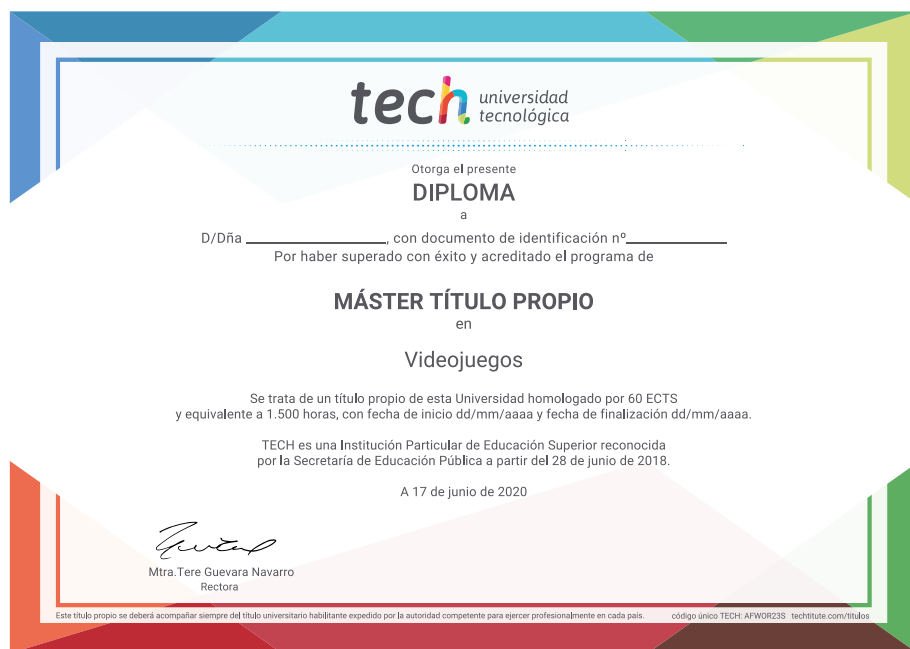 tech universidad
tecnológica
Otorga el presente
DIPLOMA
a
D/Dña ____________________, con documento de identificación nº______________
Por haber superado con éxito y acreditado el programa de
MÁSTER TÍTULO PROPIO
en
Videojuegos
Se trata de un título propio de esta Universidad homologado por 60 ECTS
y equivalente a 1.500 horas, con fecha de inicio dd/mm/aaaa y fecha de finalización dd/mm/aaaa.
TECH es una Institución Particular de Educación Superior reconocida
por la Secretaría de Educación Pública a partir del 28 de junio de 2018.
A 17 de junio de 2020
Mtra.Tere Guevara Navarro
Rectora
Este título propio se deberá acompañar siempre del título universitario habilitante expedido por la autoridad competente para ejercer profesionalmente en cada país. código único TECH: AFWOR23S techtitute.com/titulos